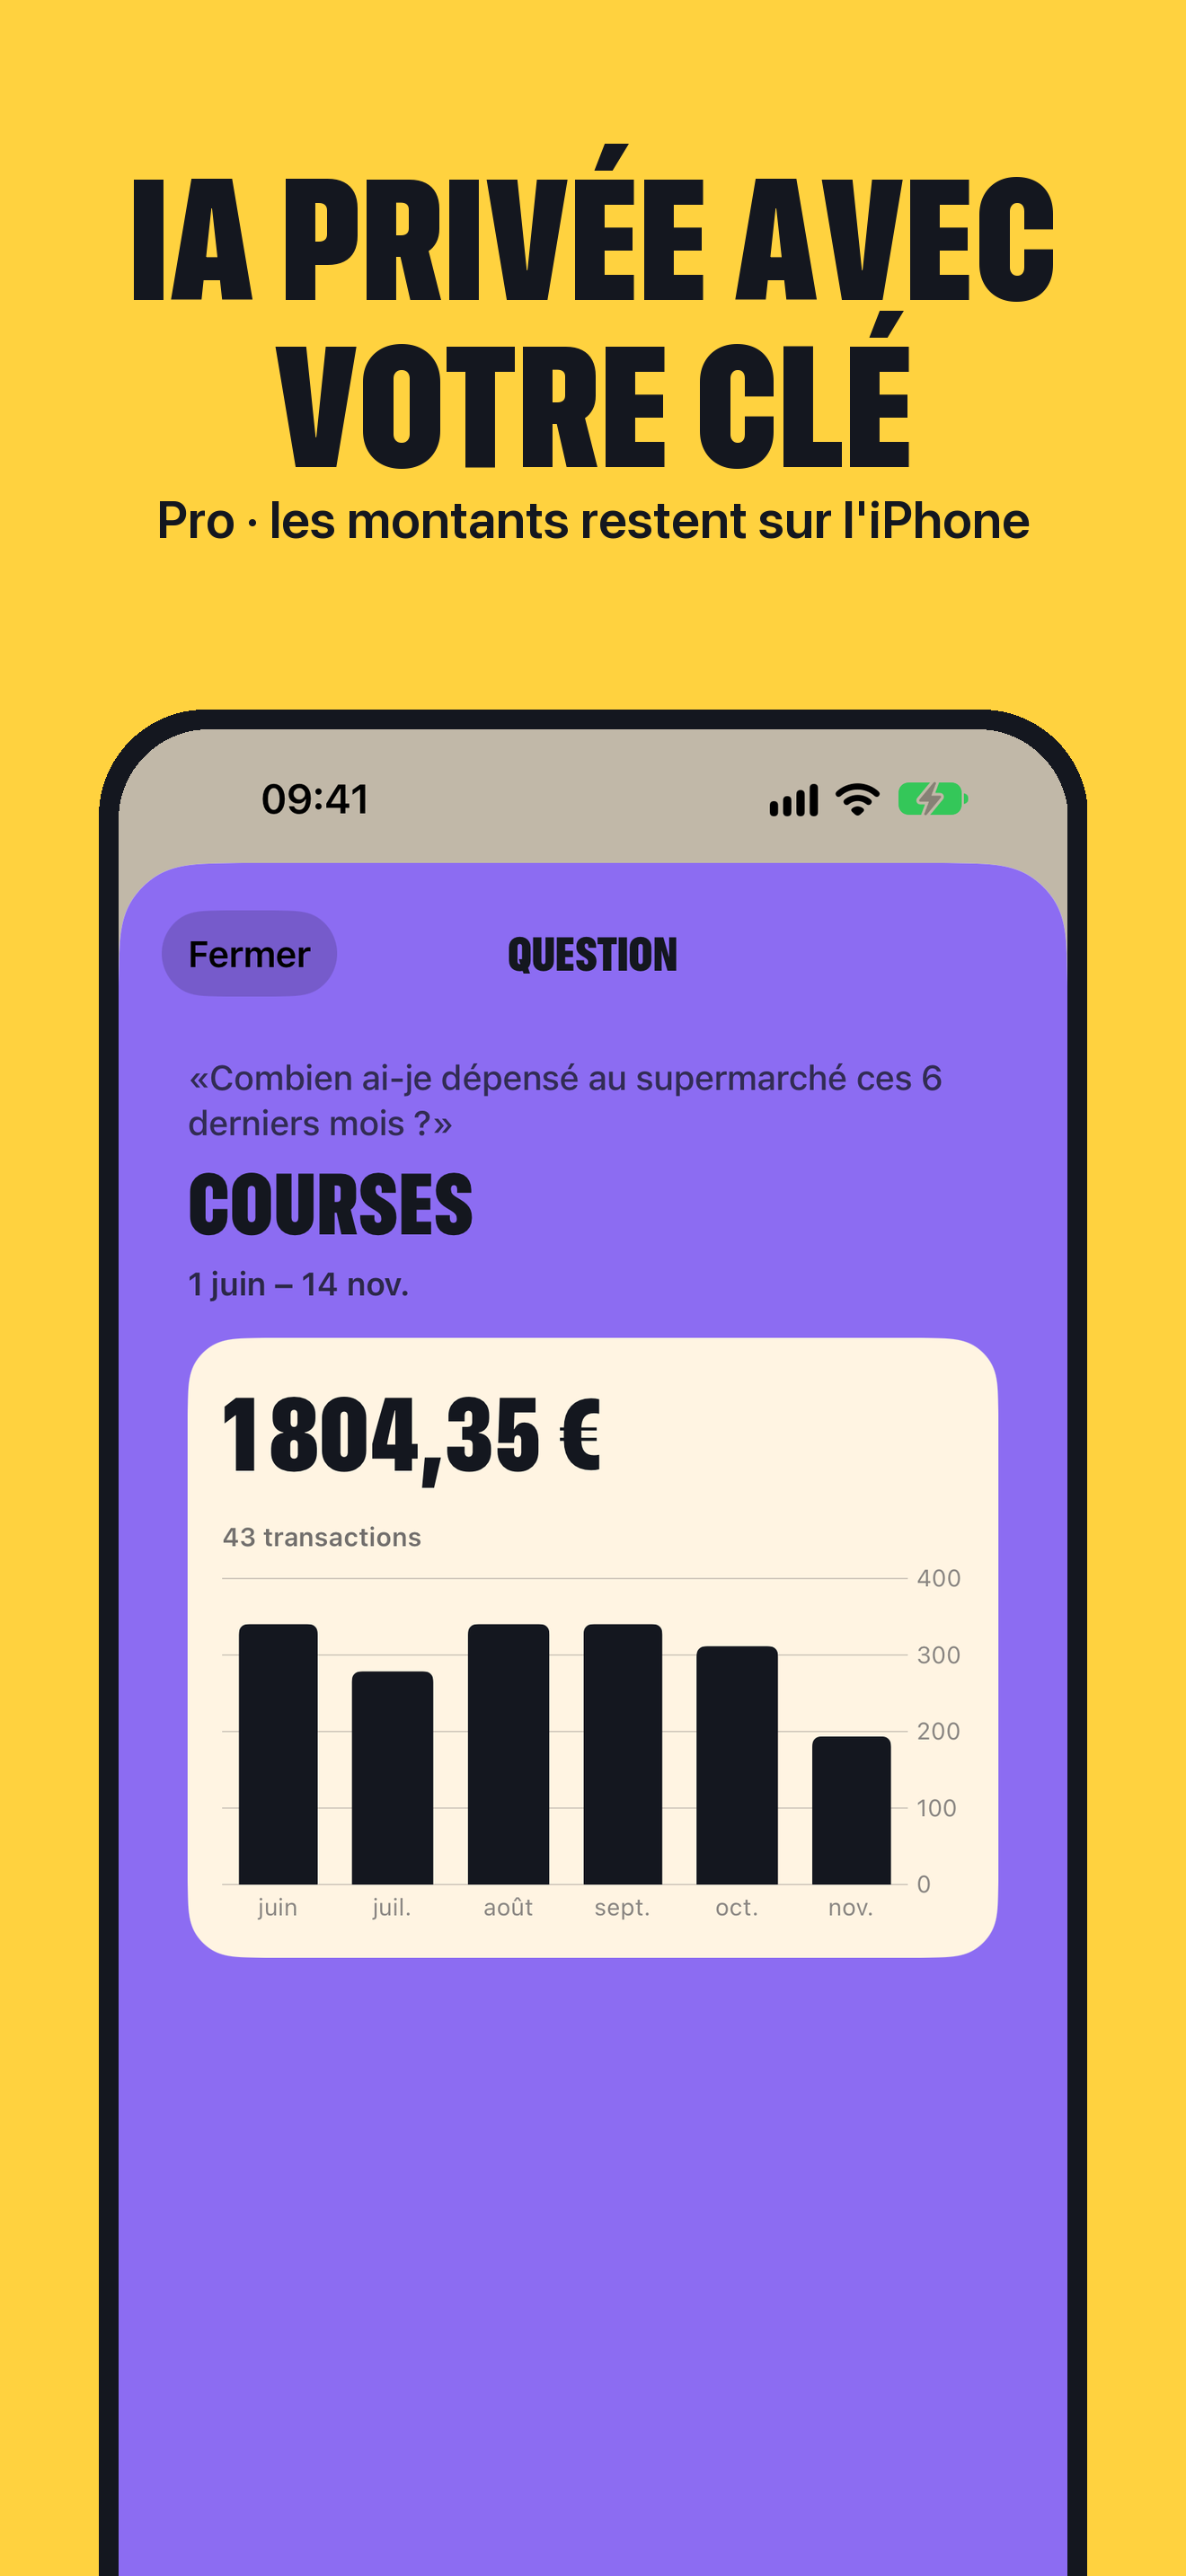 IA PRIVÉE AVEC
VOTRE CLÉ
Pro · les montants restent sur l'iPhone
09:41
Fermer
QUESTION
«Combien ai-je dépensé au supermarché ces 6
derniers mois ?»
COURSES
1 juin – 14 nov.
1 804,35 €
43 transactions
400
300
200
100
0
juin juil. août sept. oct. nov.